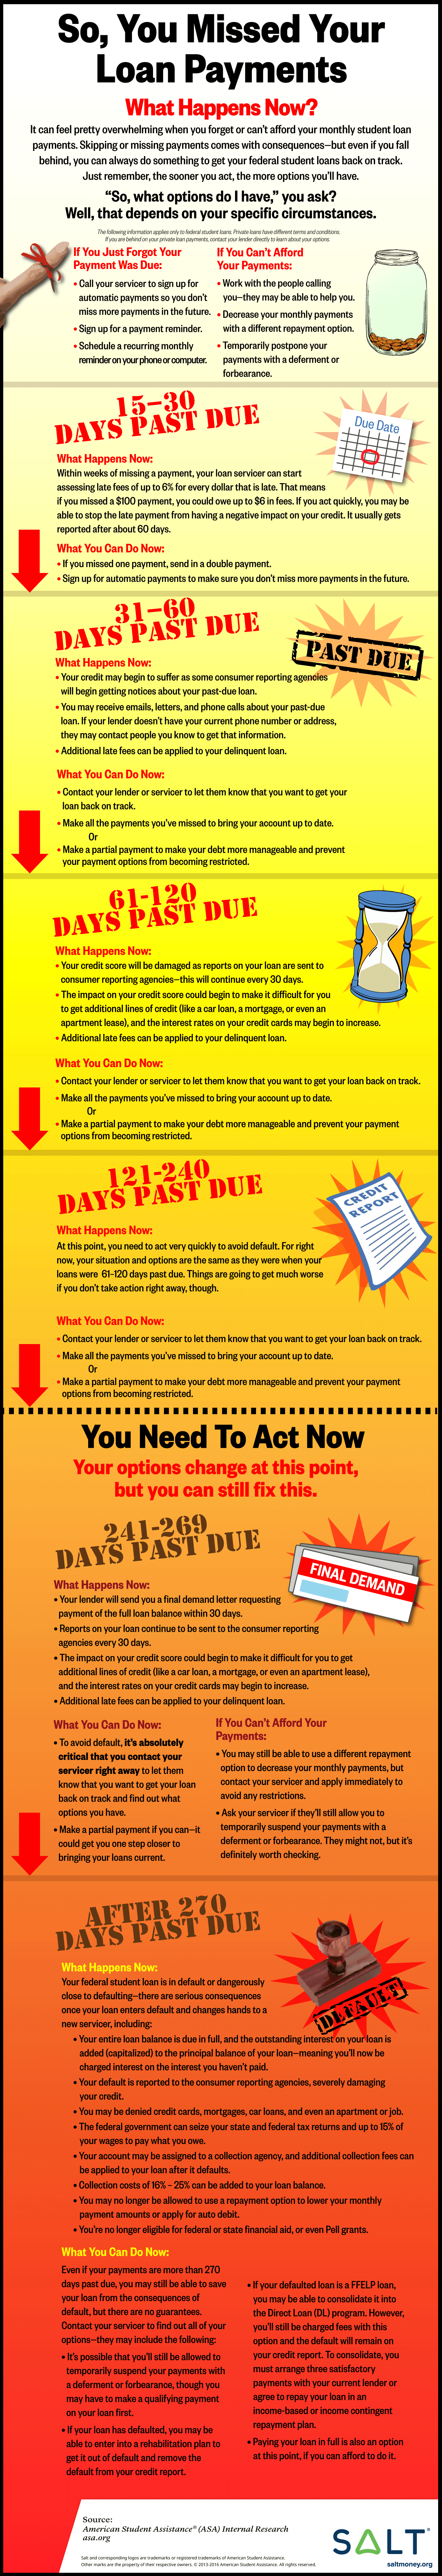 So, You Missed Your
Loan Payments
What Happens Now?
It can feel pretty overwhelming when you forget or can't afford your monthly student loan
payments. Skipping or missing payments comes with consequences—but even if you fall
behind, you can always do something to get your federal student loans back on track.
Just remember, the sooner you act, the more options you'll have.
"So, what options do I have," you ask?
Well, that depends on your specific circumstances.
The following information applies only to federal student loans. Private loans have different terms and conditions.
If you are behind on your private loan payments, contact your lender directly to learn about your options.
If You Just Forgot Your
Payment Was Due:
• Call your servicer to sign up for
automatic payments so you don't
miss more payments in the future.
• Sign up for a payment reminder.
• Schedule a recurring monthly
reminder on your phone or computer.
If You Can't Afford
Your Payments:
• Work with the people calling
you—they may be able to help you.
• Decrease your monthly payments
with a different repayment option.
• Temporarily postpone your
payments with a deferment or
forbearance.
15–30
DAYS PAST DUE
Due Date
What Happens Now:
Within weeks of missing a payment, your loan servicer can start
assessing late fees of up to 6% for every dollar that is late. That means
if you missed a $100 payment, you could owe up to $6 in fees. If you act quickly, you may be
able to stop the late payment from having a negative impact on your credit. It usually gets
reported after about 60 days.
What You Can Do Now:
• If you missed one payment, send in a double payment.
• Sign up for automatic payments to make sure you don't miss more payments in the future.
31–60
DAYS PAST DUE
PAST DUE
What Happens Now:
• Your credit may begin to suffer as some consumer reporting agencies
will begin getting notices about your past-due loan.
• You may receive emails, letters, and phone calls about your past-due
loan. If your lender doesn't have your current phone number or address,
they may contact people you know to get that information.
• Additional late fees can be applied to your delinquent loan.
What You Can Do Now:
• Contact your lender or servicer to let them know that you want to get your
loan back on track.
• Make all the payments you've missed to bring your account up to date.
Or
• Make a partial payment to make your debt more manageable and prevent
your payment options from becoming restricted.
61-120
DAYS PAST DUE
What Happens Now:
• Your credit score will be damaged as reports on your loan are sent to
consumer reporting agencies—this will continue every 30 days.
• The impact on your credit score could begin to make it difficult for you
to get additional lines of credit (like a car loan, a mortgage, or even an
apartment lease), and the interest rates on your credit cards may begin to increase.
• Additional late fees can be applied to your delinquent loan.
What You Can Do Now:
• Contact your lender or servicer to let them know that you want to get your loan back on track.
• Make all the payments you've missed to bring your account up to date.
Or
• Make a partial payment to make your debt more manageable and prevent your payment
options from becoming restricted.
121-240
DAYS PAST DUE
CREDIT
REPORT
What Happens Now:
At this point, you need to act very quickly to avoid default. For right
now, your situation and options are the same as they were when your
loans were 61–120 days past due. Things are going to get much worse
if you don't take action right away, though.
What You Can Do Now:
• Contact your lender or servicer to let them know that you want to get your loan back on track.
• Make all the payments you've missed to bring your account up to date.
Or
• Make a partial payment to make your debt more manageable and prevent your payment
options from becoming restricted.
You Need To Act Now
Your options change at this point,
but you can still fix this.
241-269
DAYS PAST DUE
FINAL DEMAND
What Happens Now:
• Your lender will send you a final demand letter requesting
payment of the full loan balance within 30 days.
• Reports on your loan continue to be sent to the consumer reporting
agencies every 30 days.
• The impact on your credit score could begin to make it difficult for you to get
additional lines of credit (like a car loan, a mortgage, or even an apartment lease),
and the interest rates on your credit cards may begin to increase.
• Additional late fees can be applied to your delinquent loan.
What You Can Do Now:
• To avoid default, it's absolutely
critical that you contact your
servicer right away to let them
know that you want to get your loan
back on track and find out what
options you have.
• Make a partial payment if you can—it
could get you one step closer to
bringing your loans current.
If You Can't Afford Your
Payments:
• You may still be able to use a different repayment
option to decrease your monthly payments, but
contact your servicer and apply immediately to
avoid any restrictions.
• Ask your servicer if they'll still allow you to
temporarily suspend your payments with a
deferment or forbearance. They might not, but it's
definitely worth checking.
AFTER 270
DAYS PAST DUE
DEFAULT
What Happens Now:
Your federal student loan is in default or dangerously
close to defaulting—there are serious consequences
once your loan enters default and changes hands to a
new servicer, including:
• Your entire loan balance is due in full, and the outstanding interest on your loan is
added (capitalized) to the principal balance of your loan—meaning you'll now be
charged interest on the interest you haven't paid.
• Your default is reported to the consumer reporting agencies, severely damaging
your credit.
• You may be denied credit cards, mortgages, car loans, and even an apartment or job.
• The federal government can seize your state and federal tax returns and up to 15% of
your wages to pay what you owe.
• Your account may be assigned to a collection agency, and additional collection fees can
be applied to your loan after it defaults.
• Collection costs of 16% – 25% can be added to your loan balance.
• You may no longer be allowed to use a repayment option to lower your monthly
payment amounts or apply for auto debit.
• You're no longer eligible for federal or state financial aid, or even Pell grants.
What You Can Do Now:
Even if your payments are more than 270
days past due, you may still be able to save
your loan from the consequences of
default, but there are no guarantees.
Contact your servicer to find out all of your
options—they may include the following:
• It's possible that you'll still be allowed to
temporarily suspend your payments with
a deferment or forbearance, though you
may have to make a qualifying payment
on your loan first.
• If your loan has defaulted, you may be
able to enter into a rehabilitation plan to
get it out of default and remove the
default from your credit report.
• If your defaulted loan is a FFELP loan,
you may be able to consolidate it into
the Direct Loan (DL) program. However,
you'll still be charged fees with this
option and the default will remain on
your credit report. To consolidate, you
must arrange three satisfactory
payments with your current lender or
agree to repay your loan in an
income-based or income contingent
repayment plan.
• Paying your loan in full is also an option
at this point, if you can afford to do it.
Source:
American Student Assistance® (ASA) Internal Research
asa.org
Salt and corresponding logos are trademarks or registered trademarks of American Student Assistance.
Other marks are the property of their respective owners. © 2013-2016 American Student Assistance. All rights reserved.
SALT
saltmoney.org